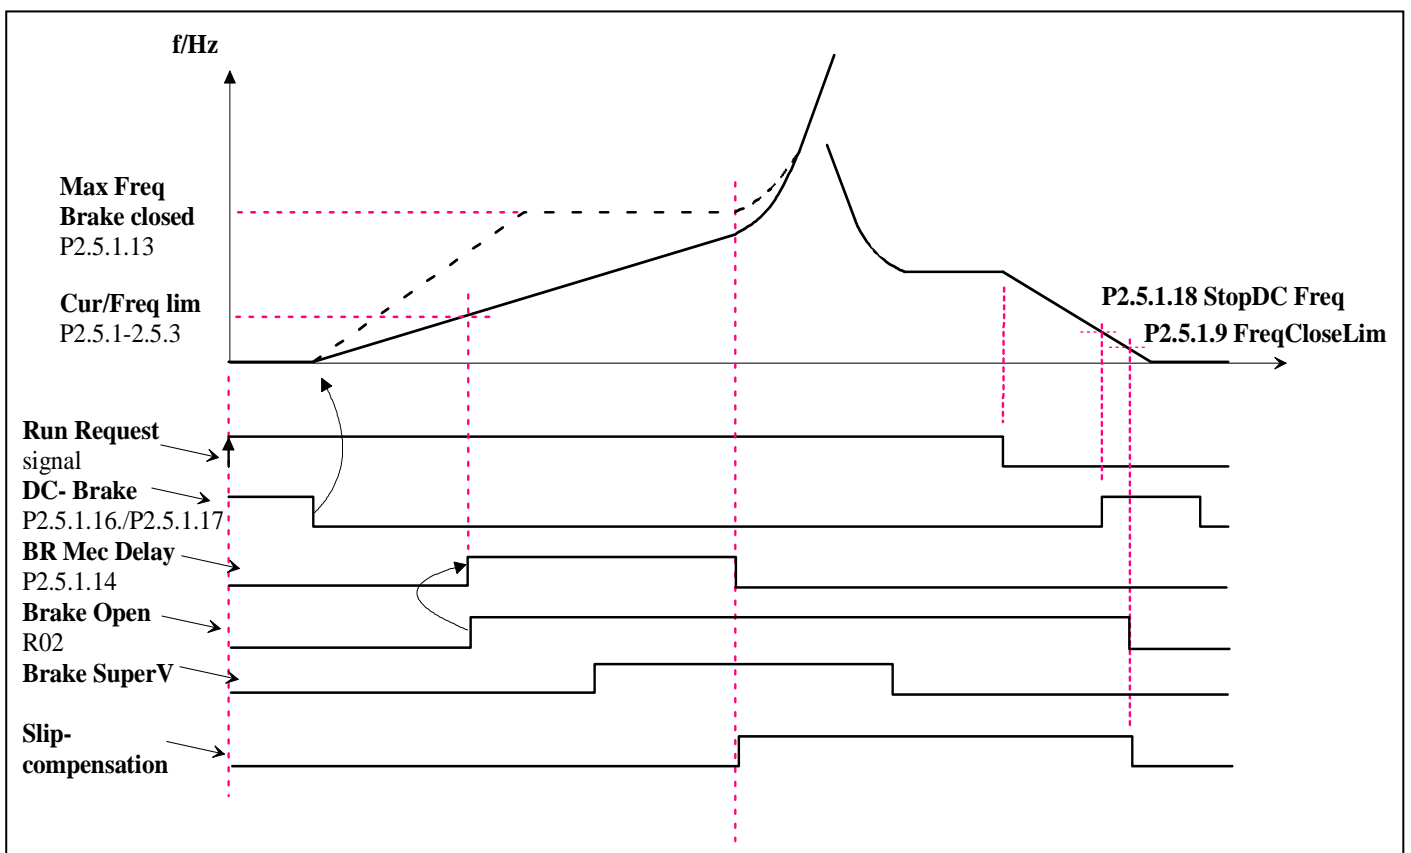 f/Hz
Max Freq
Brake closed
P2.5.1.13
Cur/Freq lim
P2.5.1-2.5.3
P2.5.1.18 StopDC Freq
P2.5.1.9 FreqCloseLim
Run Request
signal
DC- Brake
P2.5.1.16./P2.5.1.17
BR Mec Delay
P2.5.1.14
Brake Open
R02
Brake SuperV
Slip-
compensation